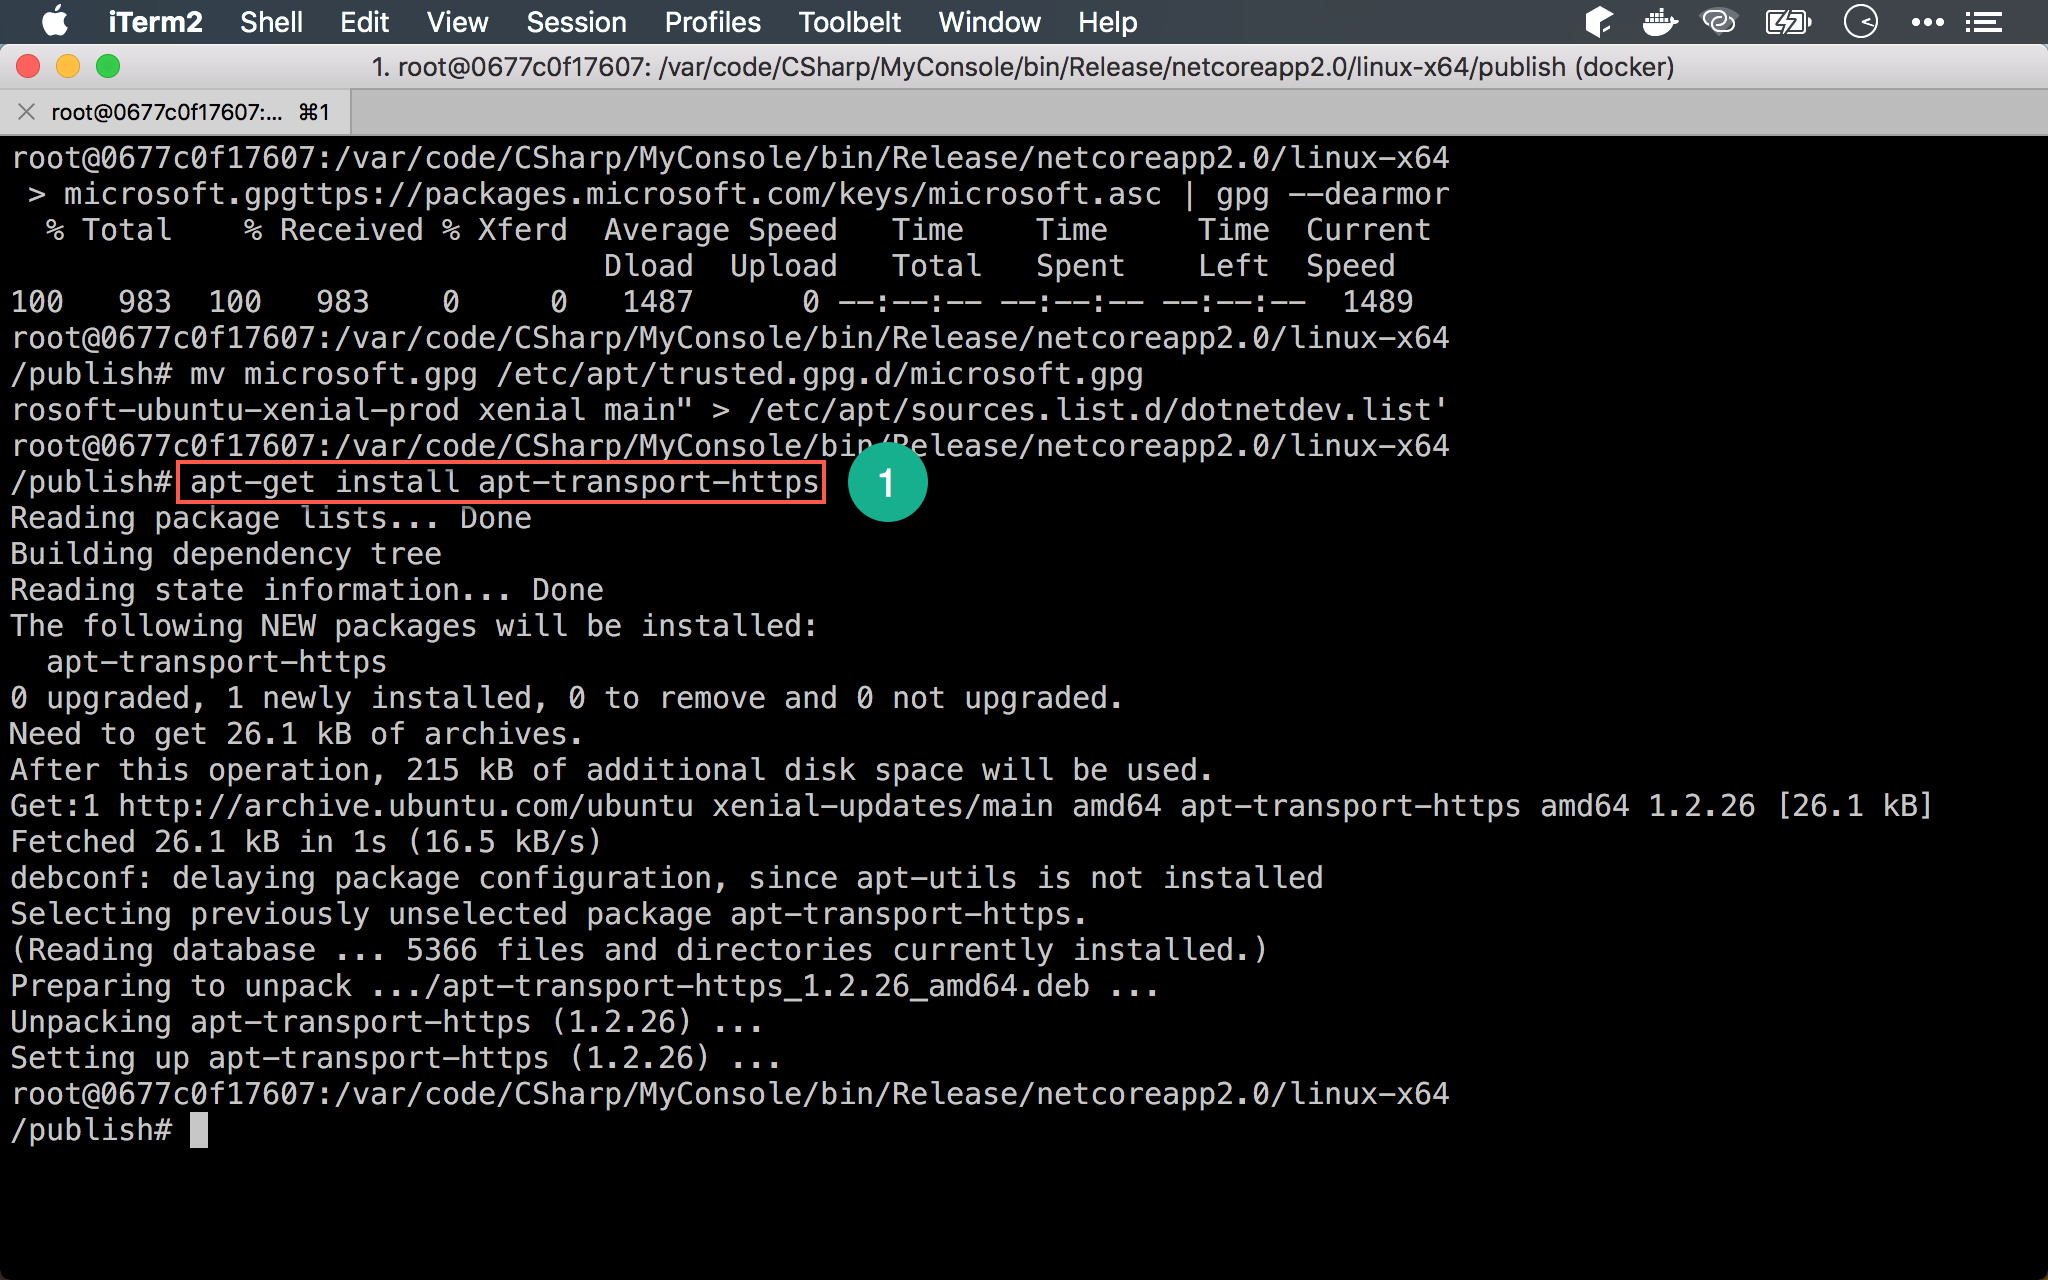 iTerm2 Shell Edit View Session Profiles Toolbelt Window Help
1. root@0677c0f17607: /var/code/CSharp/MyConsole/bin/Release/netcoreapp2.0/linux-x64/publish (docker)
root@0677c0f17607:... ⌘1
root@0677c0f17607:/var/code/CSharp/MyConsole/bin/Release/netcoreapp2.0/linux-x64
 > microsoft.gpgttps://packages.microsoft.com/keys/microsoft.asc | gpg --dearmor
  % Total    % Received % Xferd  Average Speed   Time    Time     Time  Current
                                 Dload  Upload   Total   Spent    Left  Speed
100   983  100   983    0     0   1487      0 --:--:-- --:--:-- --:--:--  1489
root@0677c0f17607:/var/code/CSharp/MyConsole/bin/Release/netcoreapp2.0/linux-x64
/publish# mv microsoft.gpg /etc/apt/trusted.gpg.d/microsoft.gpg
rosoft-ubuntu-xenial-prod xenial main" > /etc/apt/sources.list.d/dotnetdev.list'
root@0677c0f17607:/var/code/CSharp/MyConsole/bin/Release/netcoreapp2.0/linux-x64
/publish# apt-get install apt-transport-https 1
Reading package lists... Done
Building dependency tree
Reading state information... Done
The following NEW packages will be installed:
  apt-transport-https
0 upgraded, 1 newly installed, 0 to remove and 0 not upgraded.
Need to get 26.1 kB of archives.
After this operation, 215 kB of additional disk space will be used.
Get:1 http://archive.ubuntu.com/ubuntu xenial-updates/main amd64 apt-transport-https amd64 1.2.26 [26.1 kB]
Fetched 26.1 kB in 1s (16.5 kB/s)
debconf: delaying package configuration, since apt-utils is not installed
Selecting previously unselected package apt-transport-https.
(Reading database ... 5366 files and directories currently installed.)
Preparing to unpack .../apt-transport-https_1.2.26_amd64.deb ...
Unpacking apt-transport-https (1.2.26) ...
Setting up apt-transport-https (1.2.26) ...
root@0677c0f17607:/var/code/CSharp/MyConsole/bin/Release/netcoreapp2.0/linux-x64
/publish#